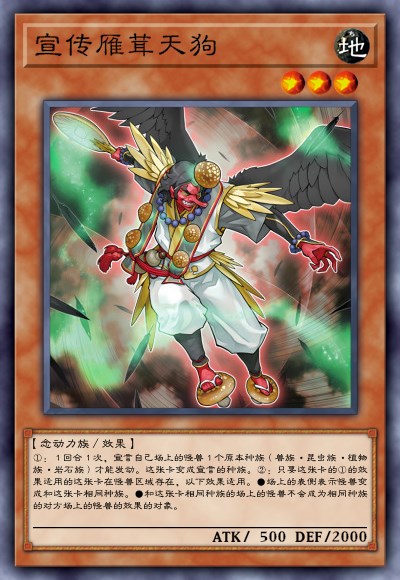 宣传雁茸天狗
地
【念动力族／效果】
①：1回合1次，宣言自己场上的怪兽1个原本种族（兽族·昆虫族·植物
族·岩石族）才能发动。这张卡变成宣言的种族。②：只要这张卡的①的效
果适用的这张卡在怪兽区域存在，以下效果适用。●场上的表侧表示怪兽变
成和这张卡相同种族。●和这张卡相同种族的场上的怪兽不会成为相同种族
的对方场上的怪兽的效果的对象。
ATK/ 500 DEF/2000